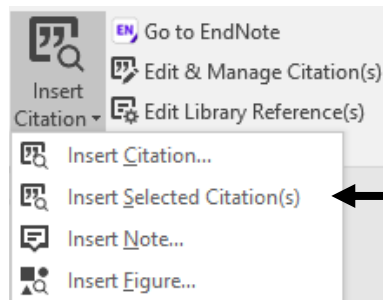 EN Go to EndNote
Edit & Manage Citation(s)
Insert
Citation
Edit Library Reference(s)
Insert Citation...
Insert Selected Citation(s)
Insert Note...
Insert Figure...